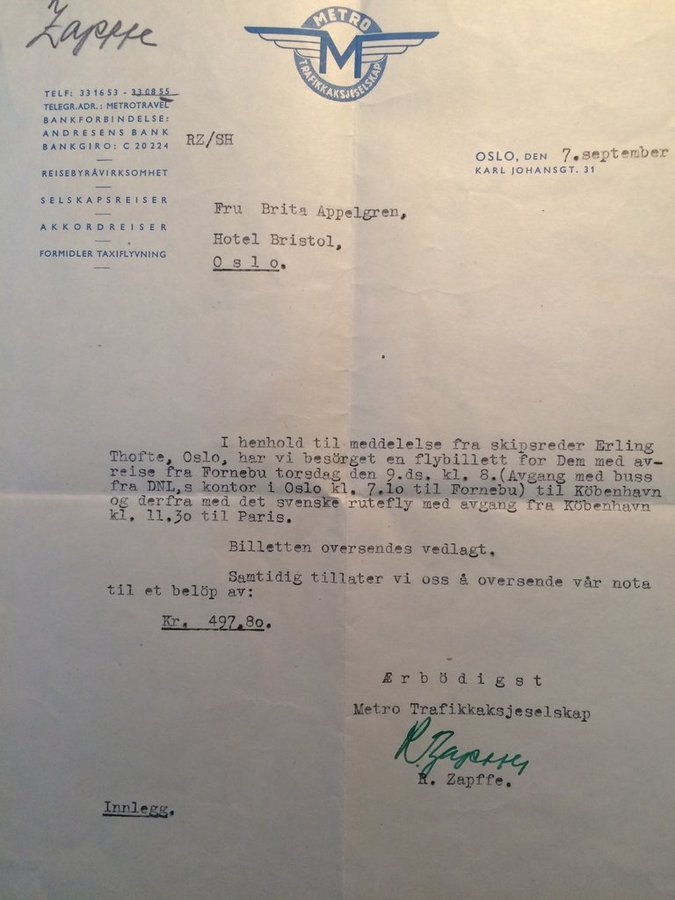 Zapffe
METRO
M
TRAFIKKAKSJESELSKAP
TELF: 331653 - 330855
TELEGR.ADR.: METROTRAVEL
BANKFORBINDELSE:
ANDRESENS BANK
BANKGIRO: C 20224
REISEBYRÅVIRKSOMHET
SELSKAPSREISER
AKKORDREISER
FORMIDLER TAXIFLYVNING
RZ/SH
OSLO, DEN 7.september
KARL JOHANSGT. 31
Fru Brita Appelgren,
Hotel Bristol,
O s l o.
I henhold til meddelelse fra skipsreder Erling
Thofte, Oslo, har vi besörget en flybillett for Dem med av-
reise fra Fornebu torsdag den 9.ds. kl. 8.(Avgang med buss
fra DNL,s kontor i Oslo kl. 7.lo til Fornebu) til Köbenhavn
og derfra med det svenske rutefly med avgang fra Köbenhavn
kl. 11.3o til Paris.
Billetten oversendes vedlagt.
Samtidig tillater vi oss å oversende vår nota
til et belöp av:
Kr. 497.8o.
Æ r b ö d i g s t
Metro Trafikkaksjeselskap
R. Zapffe
R. Zapffe.
Innlegg.